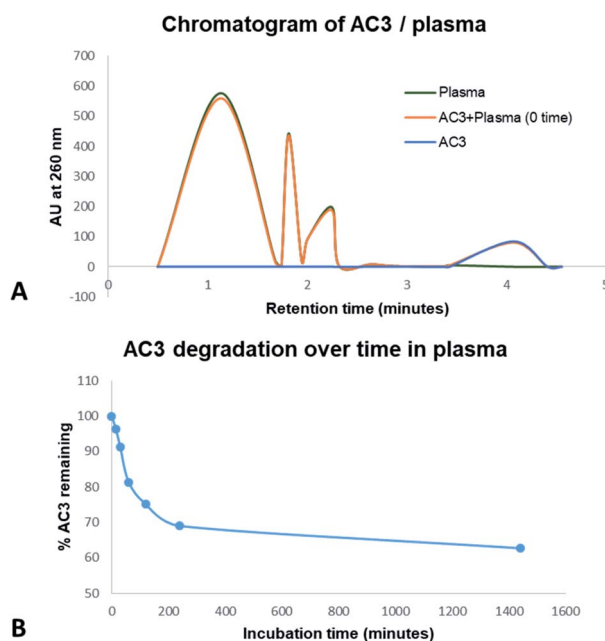 Chromatogram of AC3 / plasma
700
600
500
400
300
200
100
0
-100
AU at 260 nm
Plasma
AC3+Plasma (0 time)
AC3
0 1 2 3 4 5
Retention time (minutes)
A
AC3 degradation over time in plasma
110
100
90
80
70
60
50
% AC3 remaining
0 200 400 600 800 1000 1200 1400 1600
Incubation time (minutes)
B